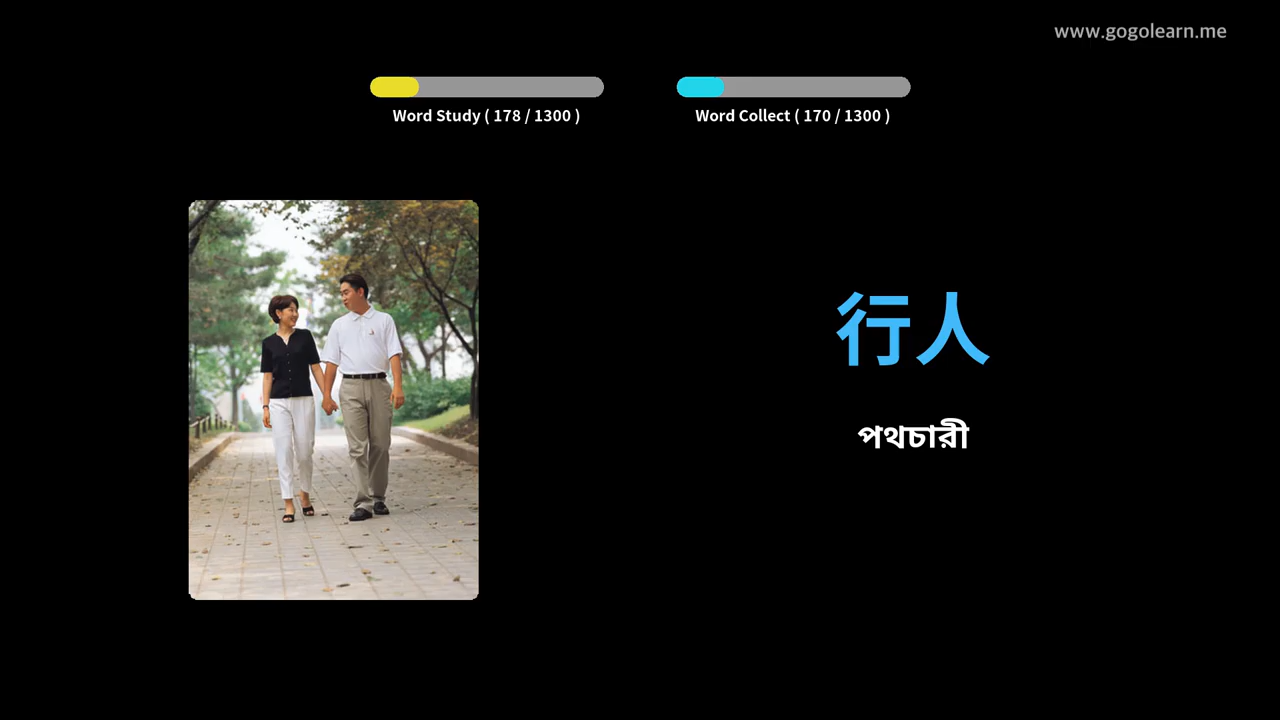 www.gogolearn.me
Word Study ( 178 / 1300 )
Word Collect ( 170 / 1300 )
行人
পথচারী